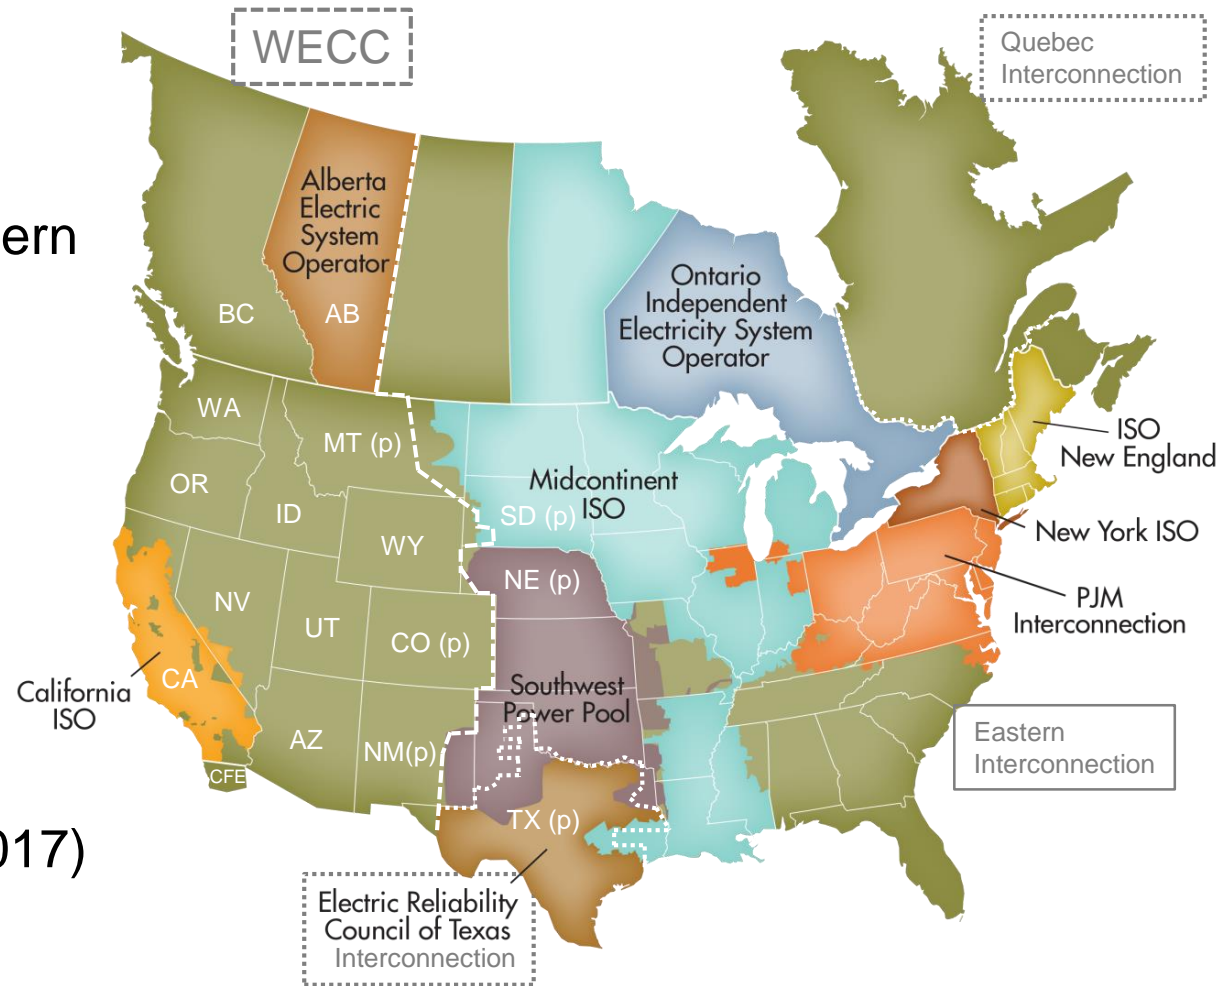 WECC
Quebec
Interconnection
Alberta
Electric
System
Operator
ern
Ontario
Independent
Electricity System
Operator
BC
AB
WA
MT (p)
ISO
New England
OR
ID
Midcontinent
ISO
SD (p)
WY
New York ISO
NE (p)
NV
PJM
Interconnection
UT
CO (p)
CA
California
ISO
Southwest
Power Pool
AZ
NM(p)
Eastern
Interconnection
CFE
TX (p)
017)
Electric Reliability
Council of Texas
Interconnection